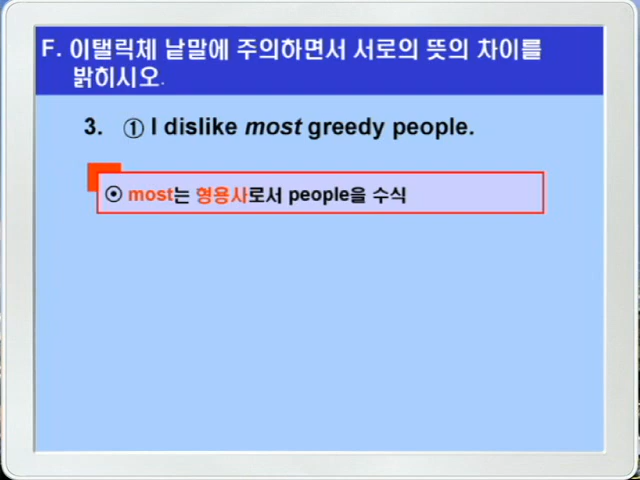 F. 이탤릭체 낱말에 주의하면서 서로의 뜻의 차이를
밝히시오.
3. ① I dislike most greedy people.
⊙ most는 형용사로서 people을 수식